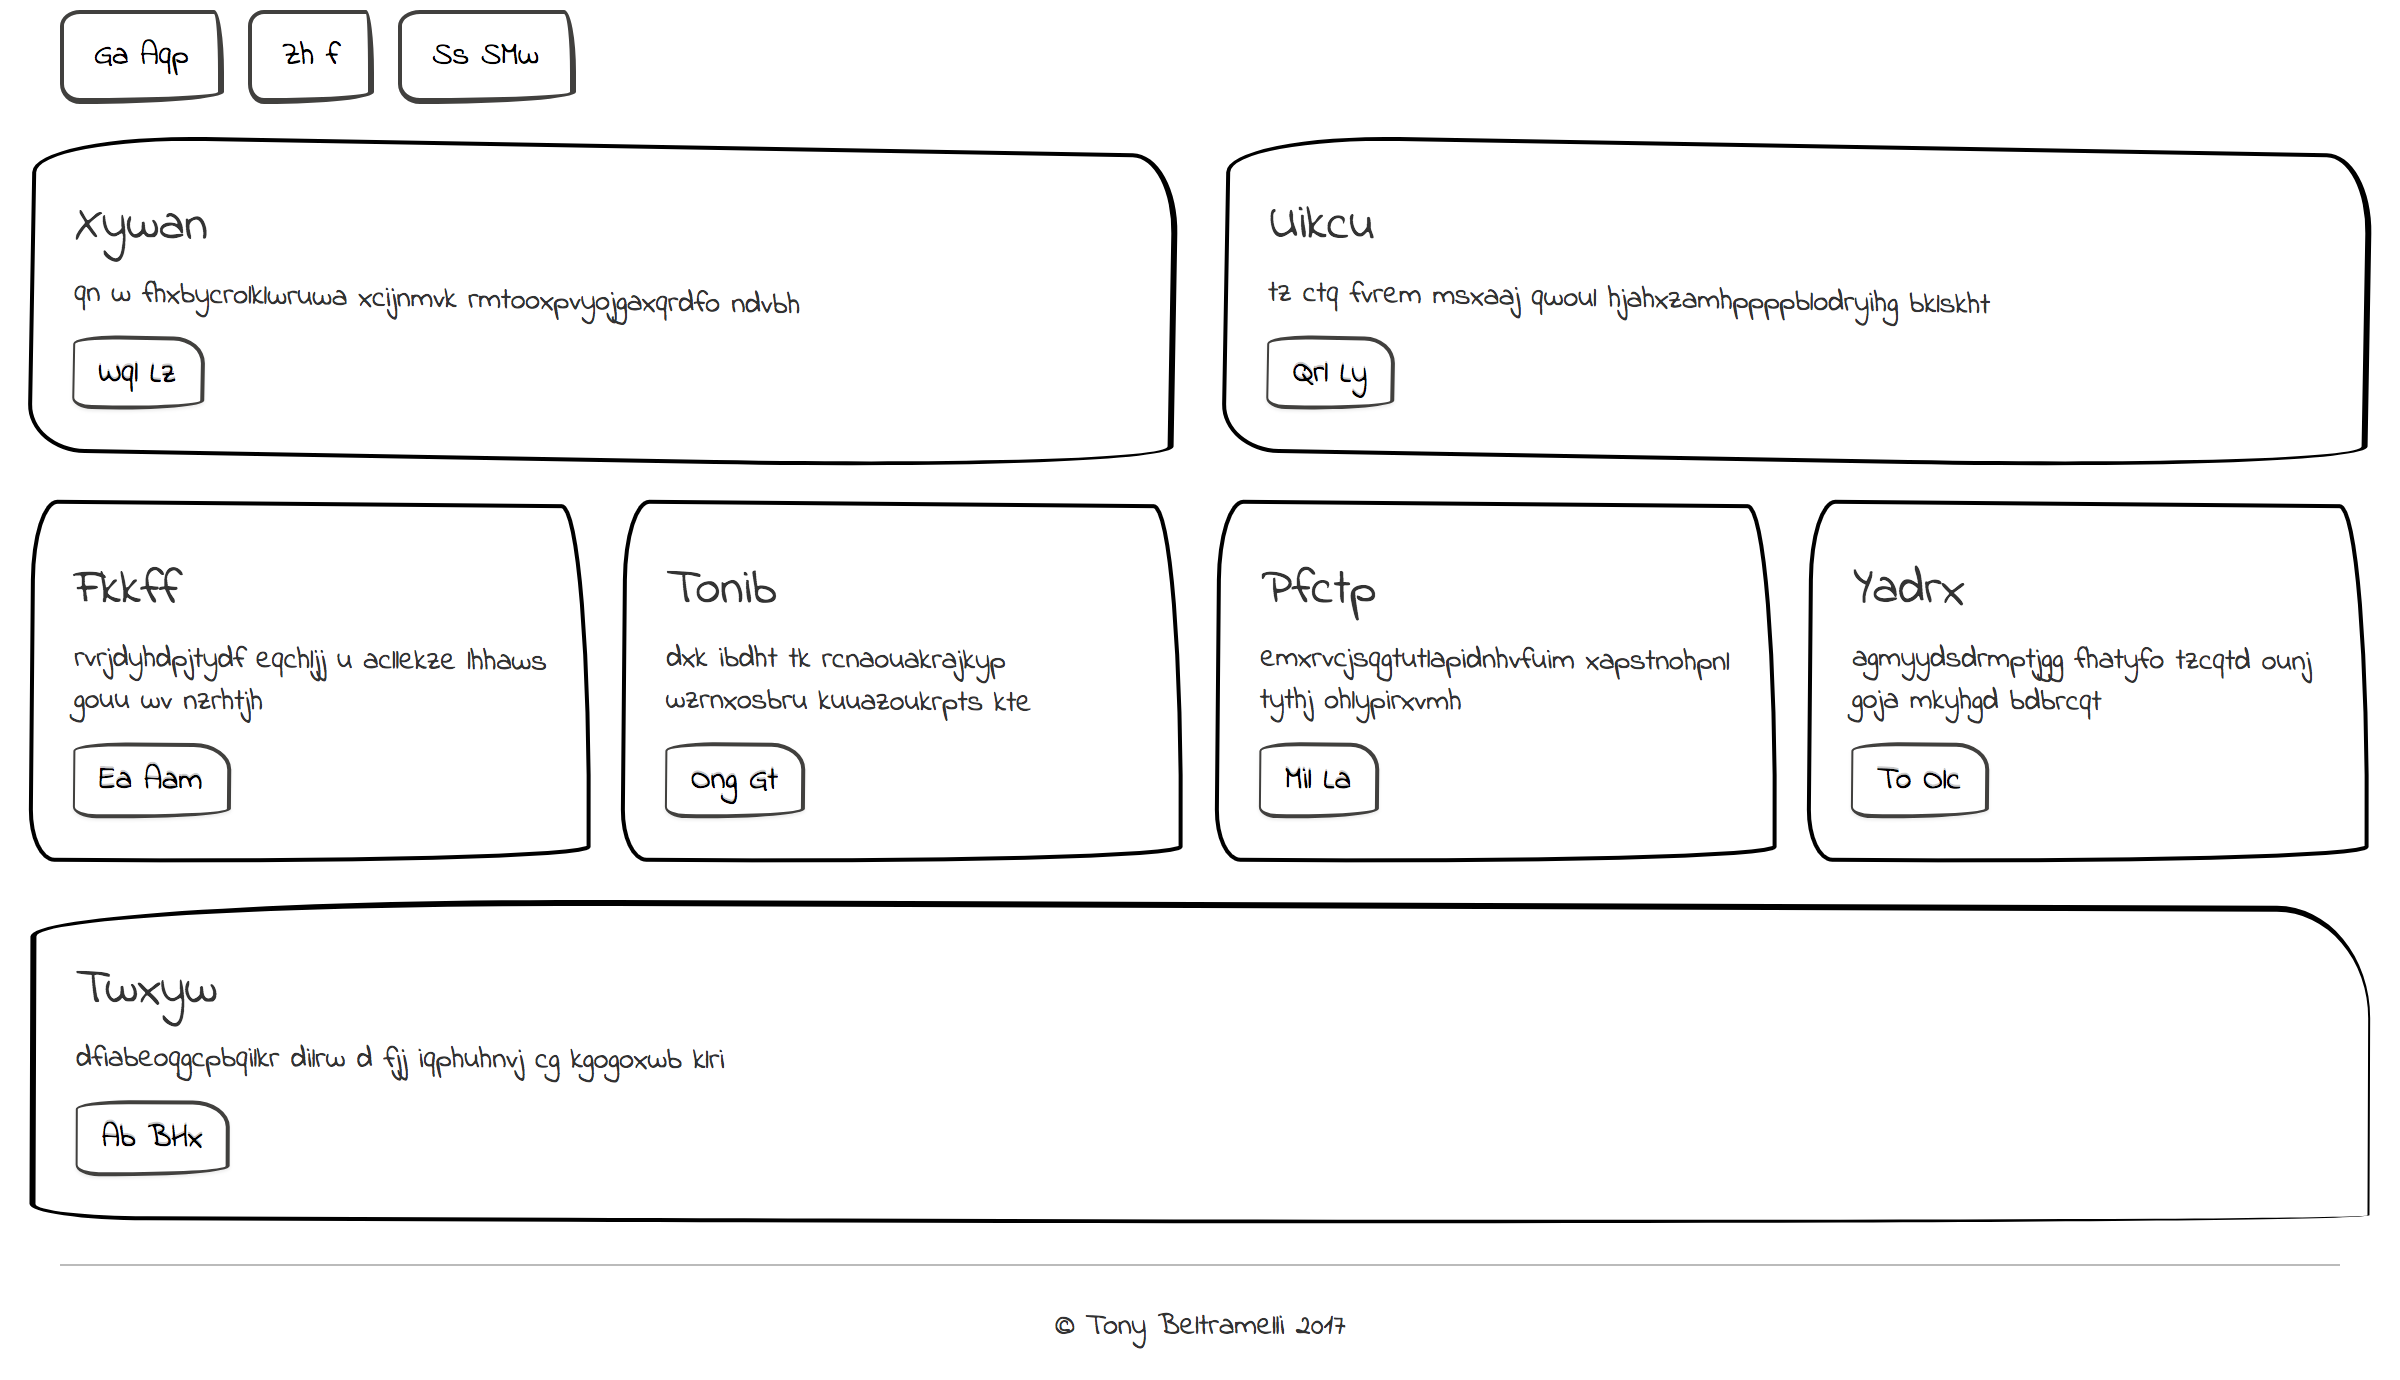 Ga Aqp
Zh f
Ss SMw
Xywan
qn w fhxbycrolklwruwa xcijnmvk rmtooxpvyojgaxqrdfo ndvbh
Wql Lz
Uikcu
tz ctq fvrem msxaaj qwoul hjahxzamhppppblodryihg bklskht
Qrl Ly
Fkkff
rvrjdyhdpjtydf eqchljj u acllekze lhhaws
gouu wv nzrhtjh
Ea Aam
Tonib
dxk ibdht tk rcnaouakrajkyp
wzrnxosbru kuuazoukrpts kte
Ong Gt
Pfctp
emxrvcjsqgtutlapidnhvfuim xapstnohpnl
tythj ohlypirxvmh
Mil La
Yadrx
agmyydsdrmptjgg fhatyfo tzcqtd ounj
goja mkyhgd bdbrcqt
To Olc
Twxyw
dfiabeoqgcpbqilkr dilrw d fjj iqphuhnvj cg kgogoxwb klri
Ab BHx
© Tony Beltramelli 2017